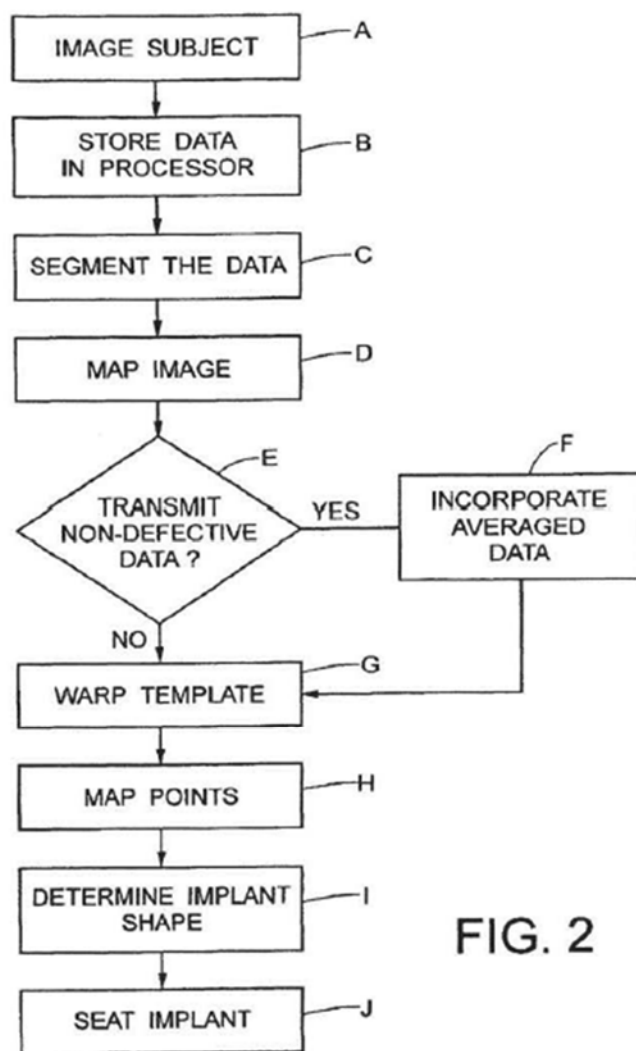 IMAGE SUBJECT
A
STORE DATA
IN PROCESSOR
B
SEGMENT THE DATA
C
MAP IMAGE
D
E
TRANSMIT
NON-DEFECTIVE
DATA ?
YES
F
INCORPORATE
AVERAGED
DATA
NO
WARP TEMPLATE
G
MAP POINTS
H
DETERMINE IMPLANT
SHAPE
I
SEAT IMPLANT
J
FIG. 2